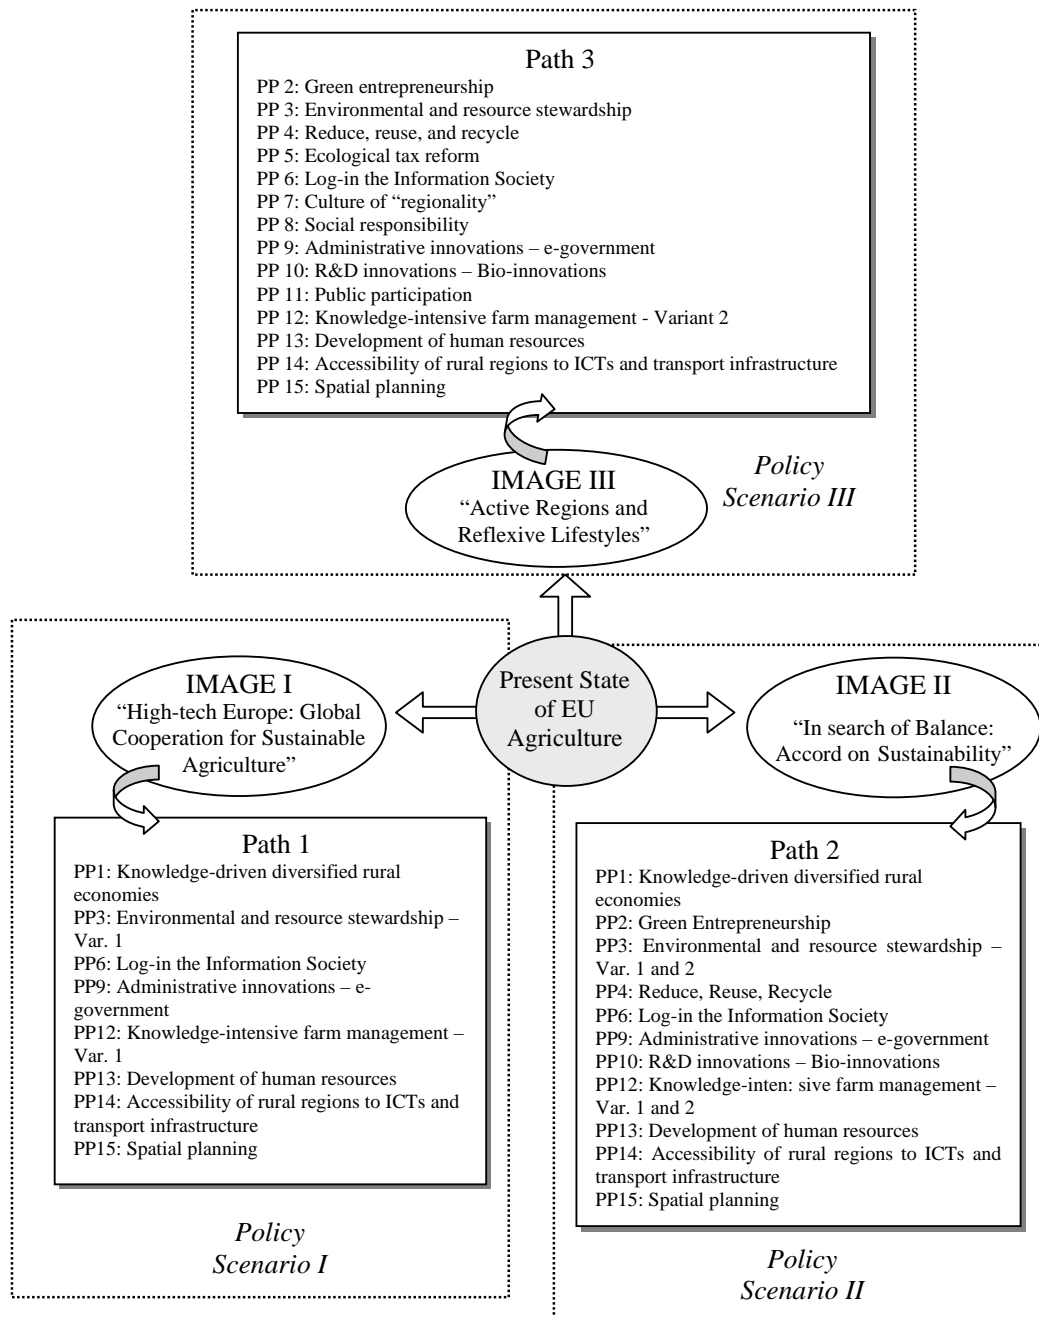 Path 3
PP 2: Green entrepreneurship
PP 3: Environmental and resource stewardship
PP 4: Reduce, reuse, and recycle
PP 5: Ecological tax reform
PP 6: Log-in the Information Society
PP 7: Culture of “regionality”
PP 8: Social responsibility
PP 9: Administrative innovations – e-government
PP 10: R&D innovations – Bio-innovations
PP 11: Public participation
PP 12: Knowledge-intensive farm management - Variant 2
PP 13: Development of human resources
PP 14: Accessibility of rural regions to ICTs and transport infrastructure
PP 15: Spatial planning
IMAGE III
“Active Regions and
Reflexive Lifestyles”
Policy
Scenario III
Present State
of EU
Agriculture
IMAGE I
“High-tech Europe: Global
Cooperation for Sustainable
Agriculture”
Path 1
PP1: Knowledge-driven diversified rural
economies
PP3: Environmental and resource stewardship –
Var. 1
PP6: Log-in the Information Society
PP9: Administrative innovations – e-
government
PP12: Knowledge-intensive farm management –
Var. 1
PP13: Development of human resources
PP14: Accessibility of rural regions to ICTs and
transport infrastructure
PP15: Spatial planning
Policy
Scenario I
IMAGE II
“In search of Balance:
Accord on Sustainability”
Path 2
PP1: Knowledge-driven diversified rural
economies
PP2: Green Entrepreneurship
PP3: Environmental and resource stewardship –
Var. 1 and 2
PP4: Reduce, Reuse, Recycle
PP6: Log-in the Information Society
PP9: Administrative innovations – e-government
PP10: R&D innovations – Bio-innovations
PP12: Knowledge-inten: sive farm management –
Var. 1 and 2
PP13: Development of human resources
PP14: Accessibility of rural regions to ICTs and
transport infrastructure
PP15: Spatial planning
Policy
Scenario II